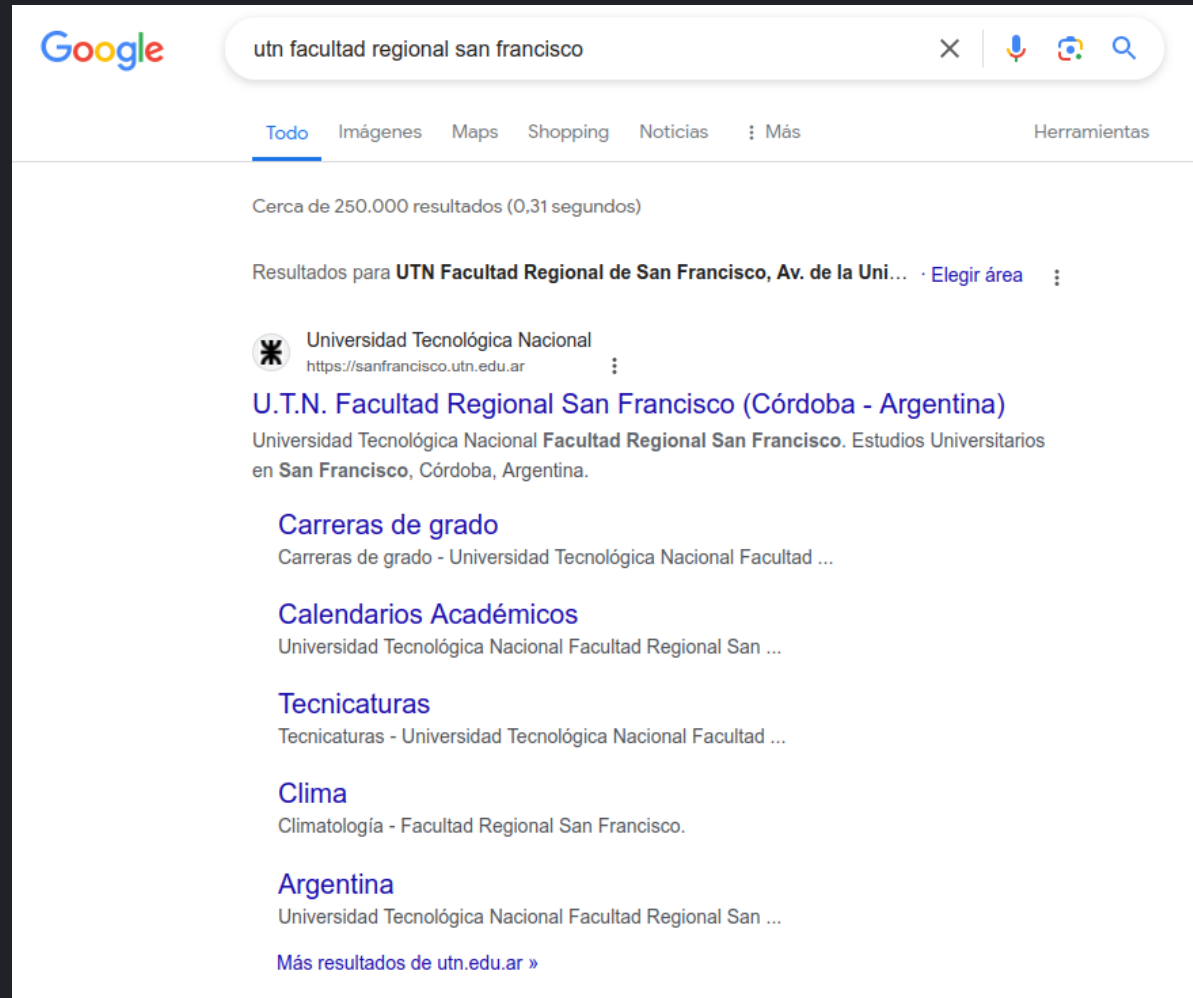 Google
utn facultad regional san francisco
Todo Imágenes Maps Shopping Noticias Más Herramientas
Cerca de 250.000 resultados (0,31 segundos)
Resultados para UTN Facultad Regional de San Francisco, Av. de la Uni... · Elegir área
Universidad Tecnológica Nacional
https://sanfrancisco.utn.edu.ar
U.T.N. Facultad Regional San Francisco (Córdoba - Argentina)
Universidad Tecnológica Nacional Facultad Regional San Francisco. Estudios Universitarios
en San Francisco, Córdoba, Argentina.
Carreras de grado
Carreras de grado - Universidad Tecnológica Nacional Facultad ...
Calendarios Académicos
Universidad Tecnológica Nacional Facultad Regional San ...
Tecnicaturas
Tecnicaturas - Universidad Tecnológica Nacional Facultad ...
Clima
Climatología - Facultad Regional San Francisco.
Argentina
Universidad Tecnológica Nacional Facultad Regional San ...
Más resultados de utn.edu.ar »